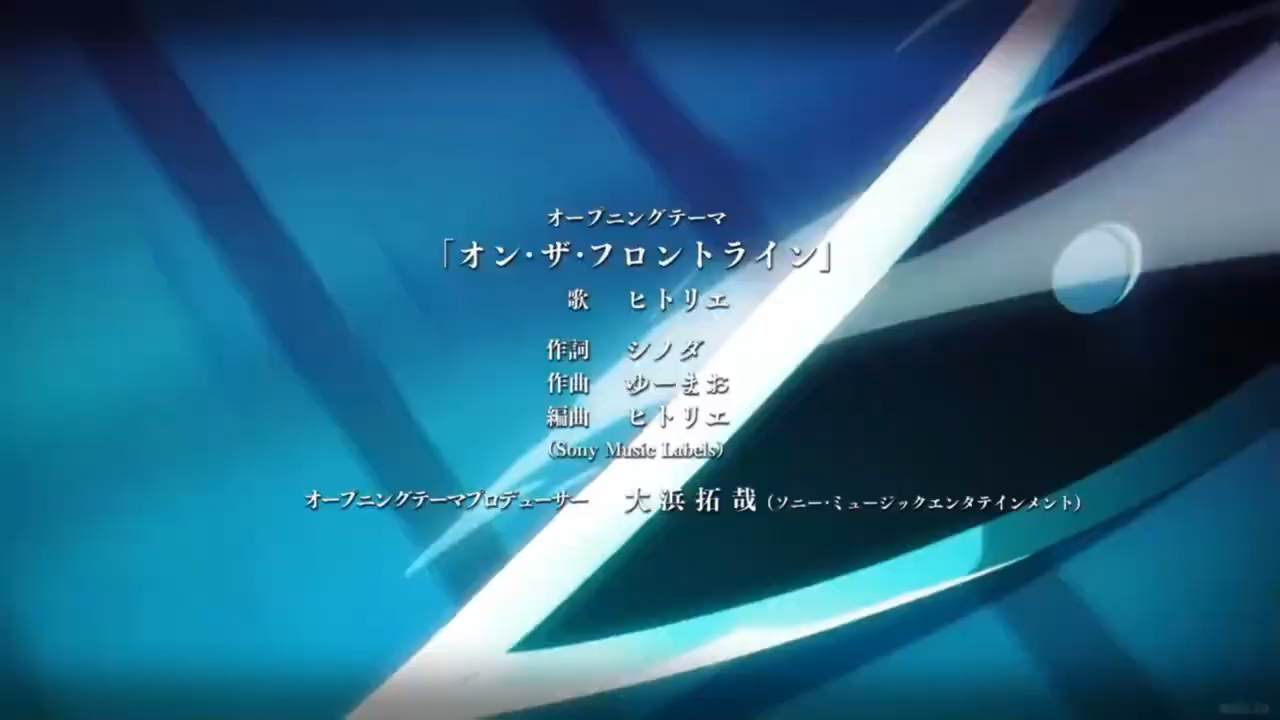 オープニングテーマ
「オン・ザ・フロントライン」
歌 ヒトリエ
作詞 シノダ
作曲 ゆーまお
編曲 ヒトリエ
(Sony Music Labels)
オープニングテーマプロデューサー 大浜拓哉(ソニー・ミュージックエンタテインメント)